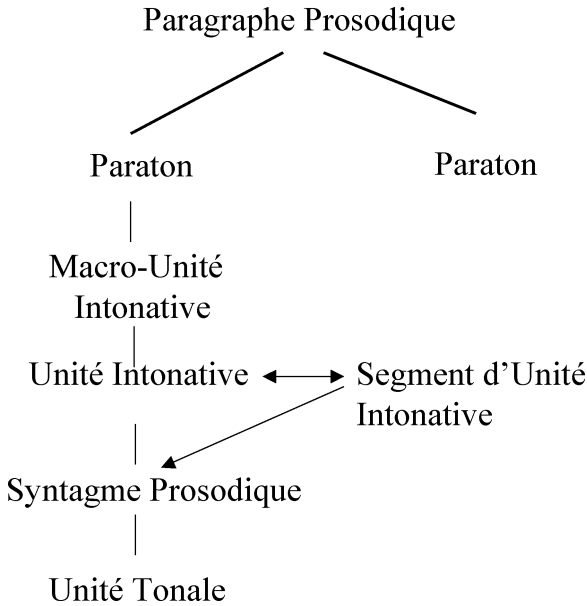 Paragraphe Prosodique
Paraton
Paraton
Macro-Unité
Intonative
Unité Intonative
Segment d'Unité
Intonative
Syntagme Prosodique
Unité Tonale